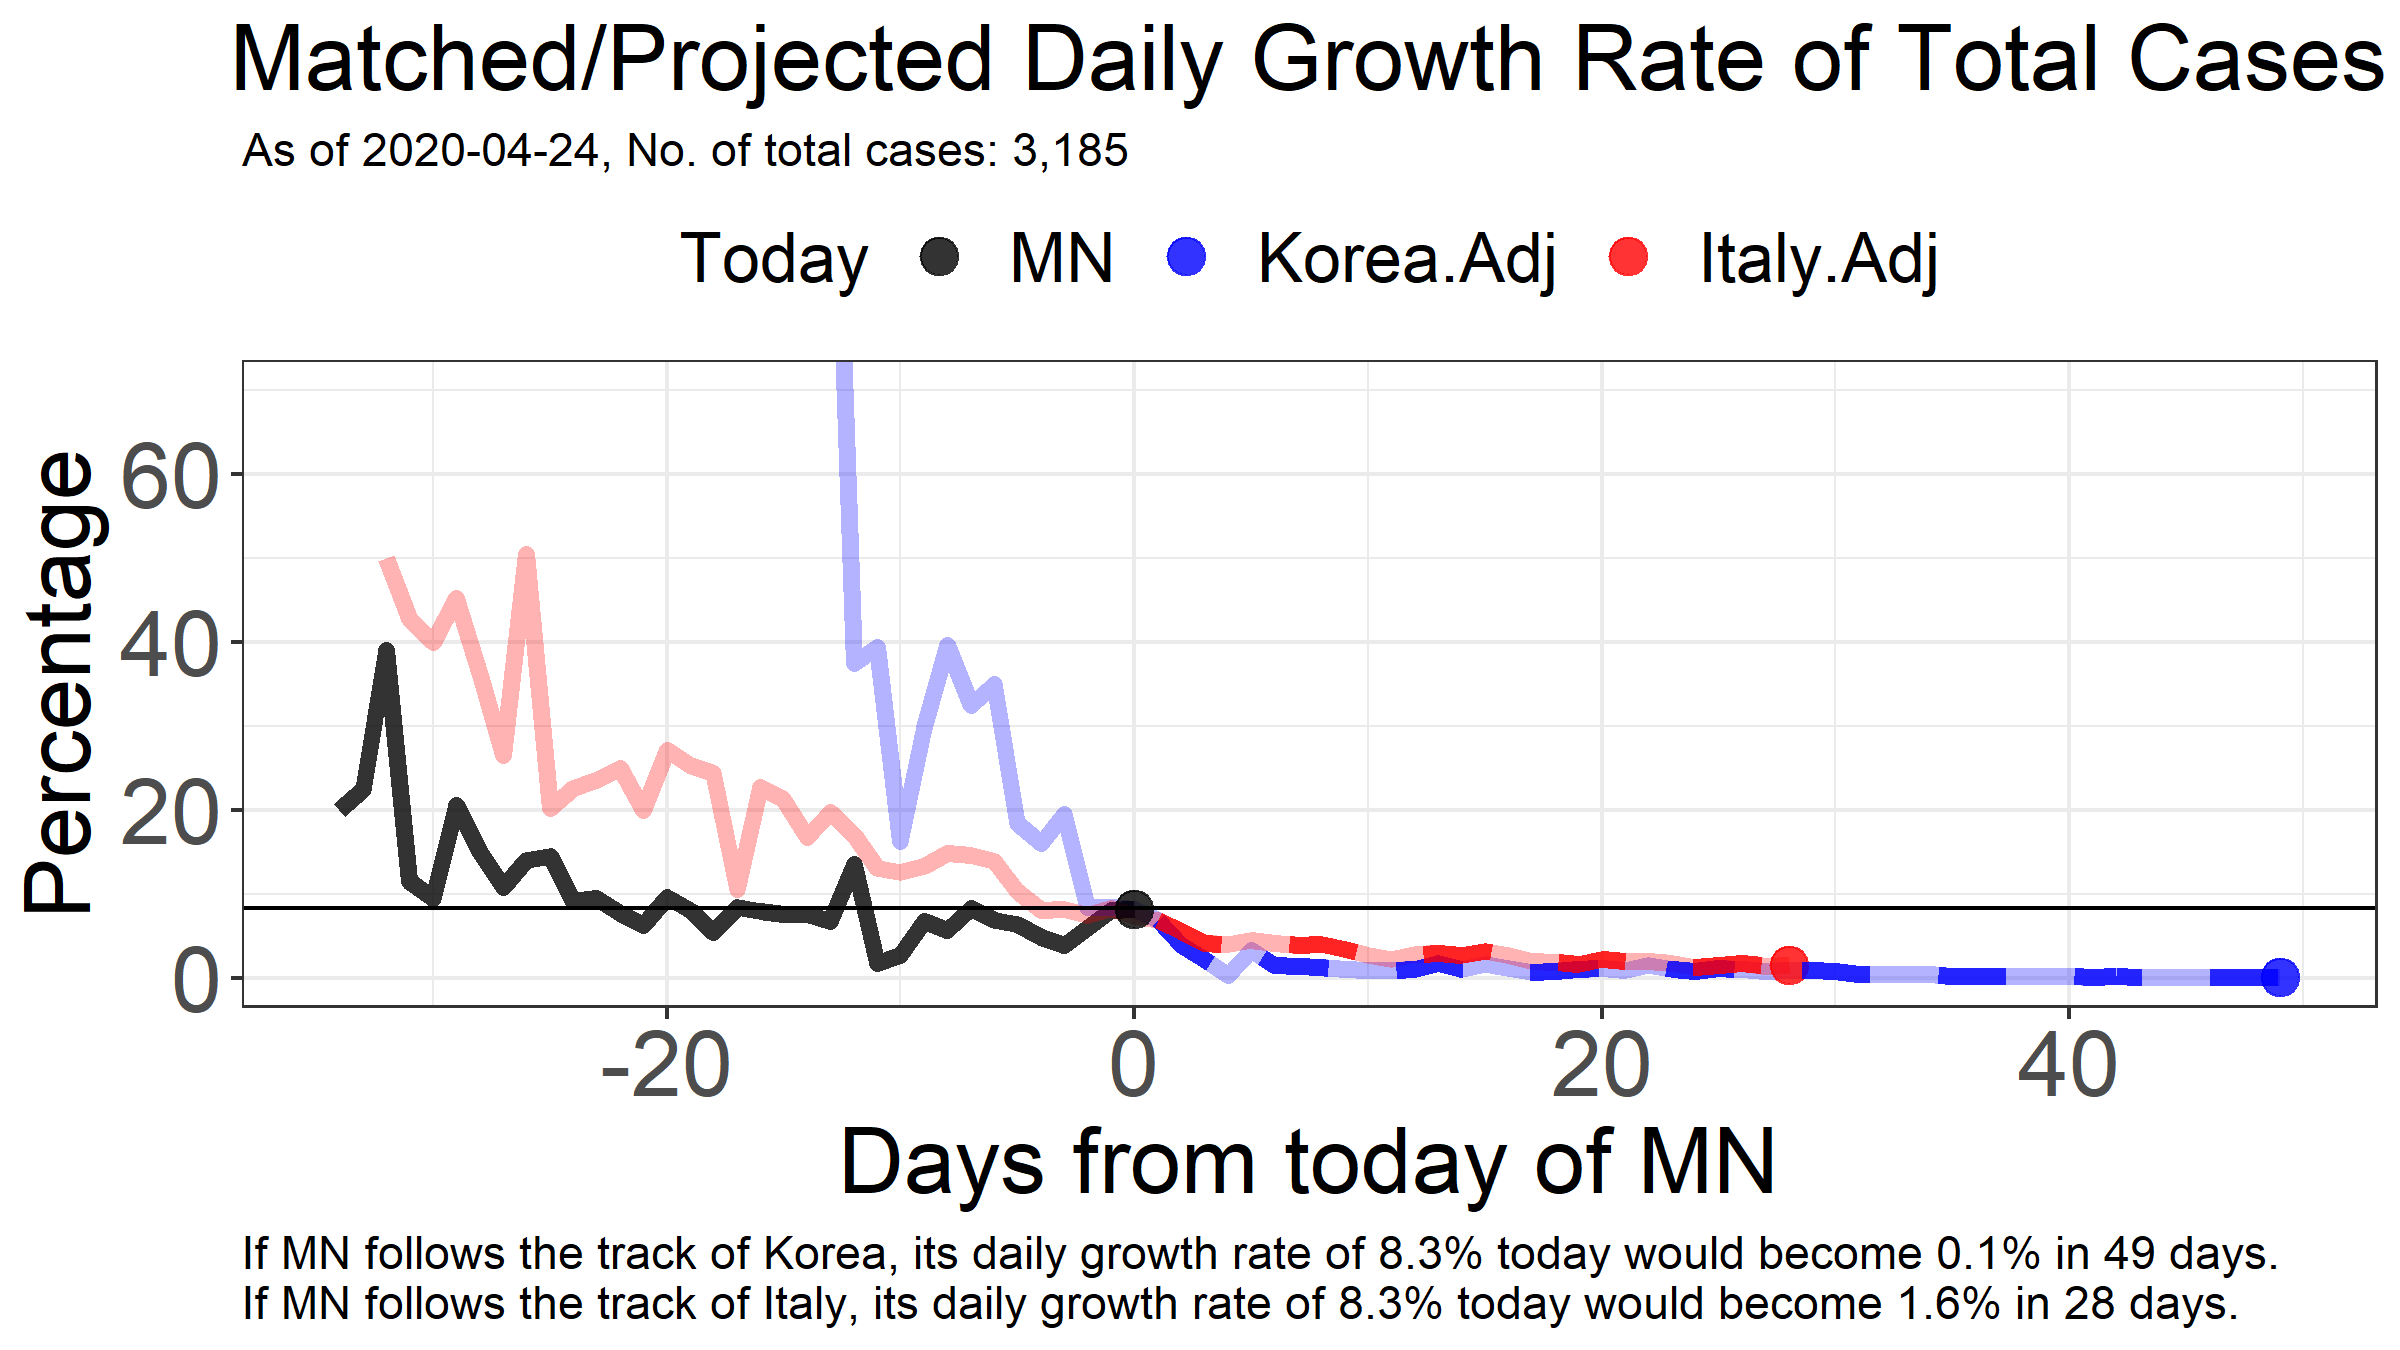 Matched/Projected Daily Growth Rate of Total Cases
As of 2020-04-24, No. of total cases: 3,185
Today MN Korea.Adj Italy.Adj
Percentage
60
40
20
0
-20 0 20 40
Days from today of MN
If MN follows the track of Korea, its daily growth rate of 8.3% today would become 0.1% in 49 days.
If MN follows the track of Italy, its daily growth rate of 8.3% today would become 1.6% in 28 days.